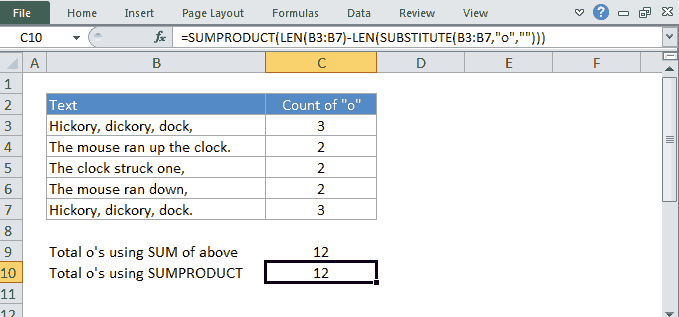 File Home Insert Page Layout Formulas Data Review View
C10 fx =SUMPRODUCT(LEN(B3:B7)-LEN(SUBSTITUTE(B3:B7,"o","")))
A B C D E F
1
2 Text Count of "o"
3 Hickory, dickory, dock, 3
4 The mouse ran up the clock. 2
5 The clock struck one, 2
6 The mouse ran down, 2
7 Hickory, dickory, dock. 3
8
9 Total o's using SUM of above 12
10 Total o's using SUMPRODUCT 12
11
12